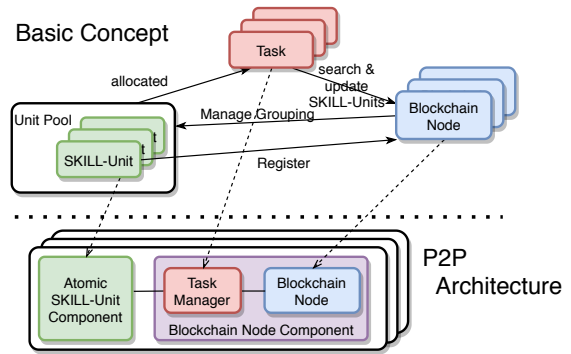 Basic Concept
Task
allocated
search &
update
SKILL-Units
Unit Pool
Manage Grouping
Blockchain
Node
t
t
SKILL-Unit
Register
P2P
Architecture
Atomic
SKILL-Unit
Component
Task
Manager
Blockchain
Node
Blockchain Node Component